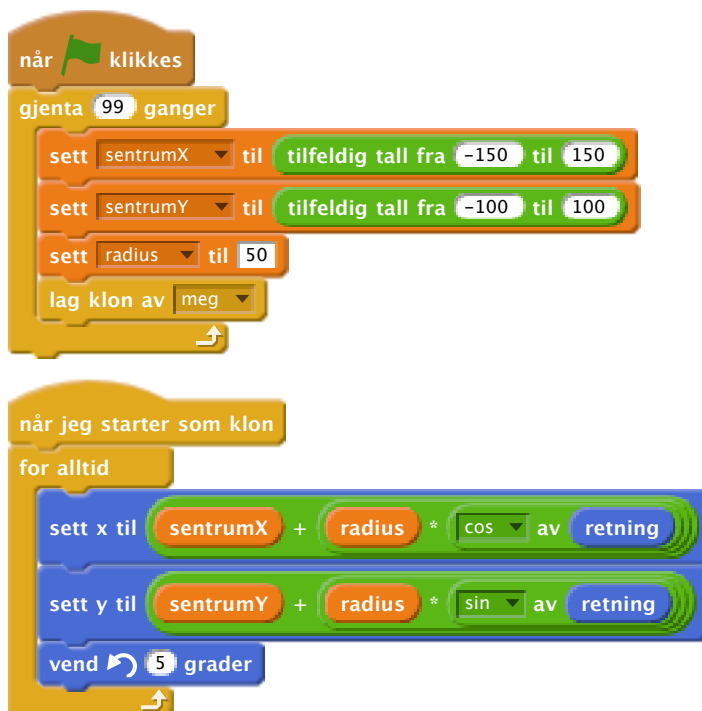 når klikkes
gjenta 99 ganger
sett sentrumX til tilfeldig tall fra -150 til 150
sett sentrumY til tilfeldig tall fra -100 til 100
sett radius til 50
lag klon av meg
når jeg starter som klon
for alltid
sett x til sentrumX + radius * cos av retning
sett y til sentrumY + radius * sin av retning
vend 5 grader